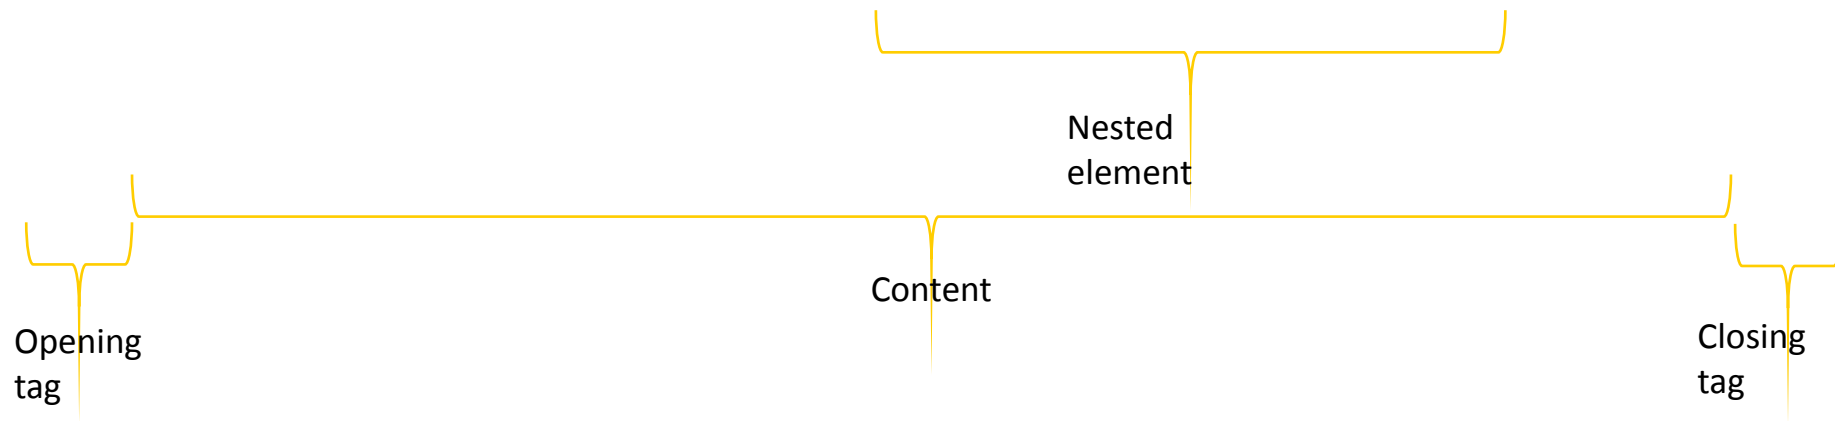 Nested
element
Content
Opening
tag
Closing
tag